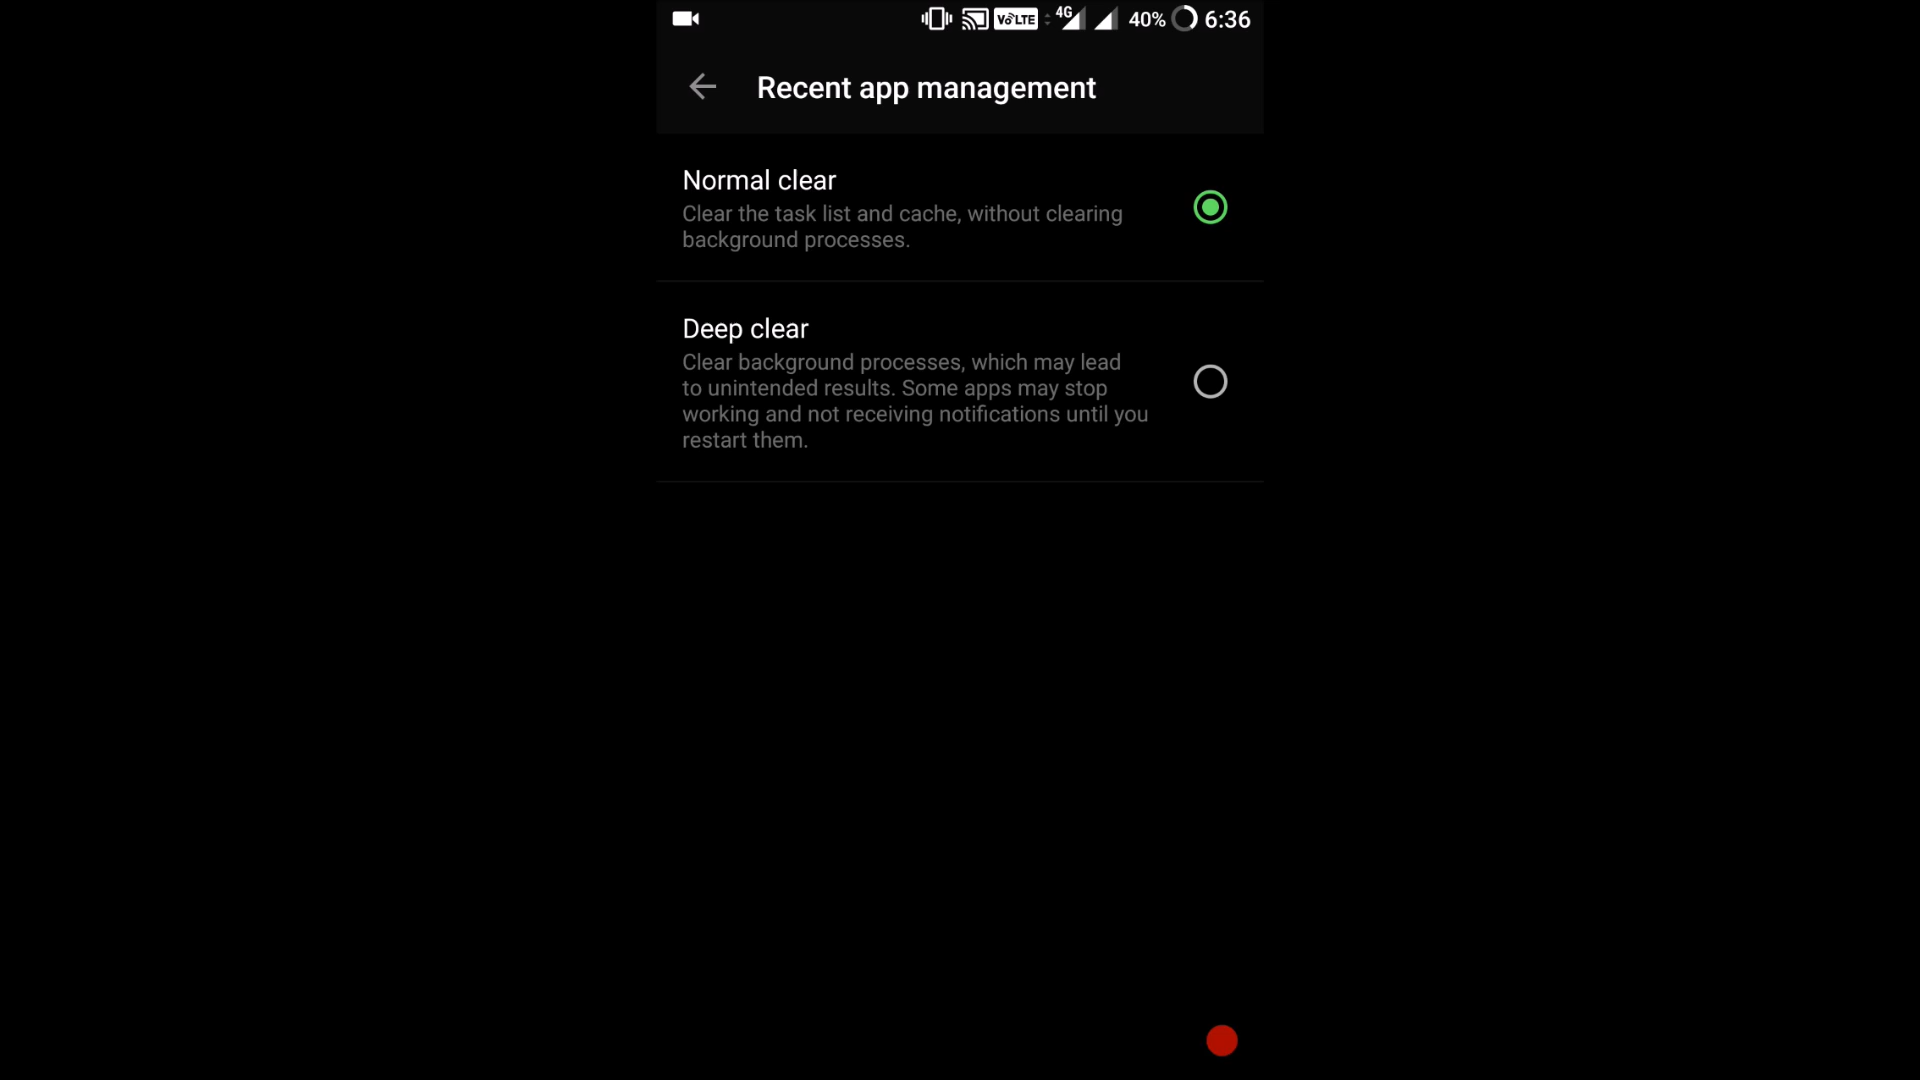 VoLTE 4G 40% 6:36
Recent app management
Normal clear
Clear the task list and cache, without clearing
background processes.
Deep clear
Clear background processes, which may lead
to unintended results. Some apps may stop
working and not receiving notifications until you
restart them.